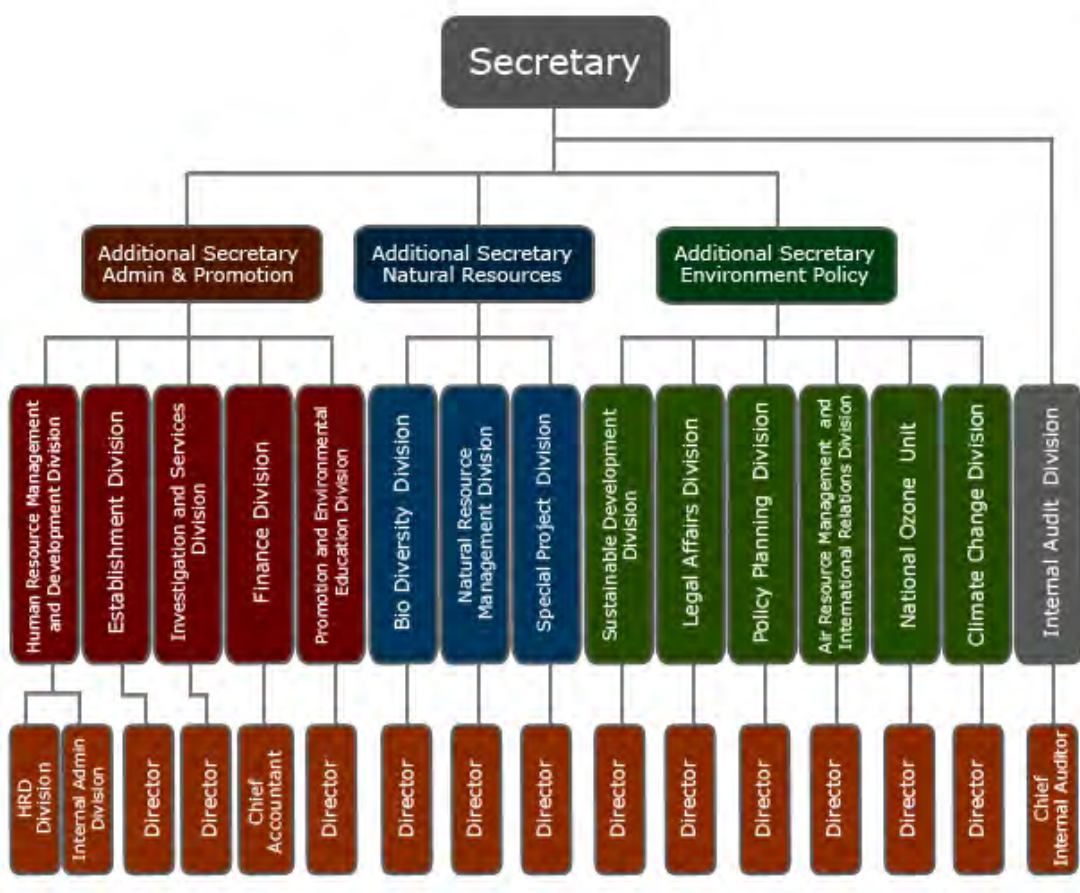 Secretary
Additional Secretary
Admin & Promotion
Additional Secretary
Natural Resources
Additional Secretary
Environment Policy
Human Resource Management
and Development Division
Establishment Division
Investigation and Services
Division
Finance Division
Promotion and Environmental
Education Division
Bio Diversity Division
Natural Resource
Management Division
Special Project Division
Sustainable Development
Division
Legal Affairs Division
Policy Planning Division
Air Resource Management and
International Relations Division
National Ozone Unit
Climate Change Division
Internal Audit Division
HRD
Division
Internal Admin
Division
Director
Director
Chief
Accountant
Director
Director
Director
Director
Director
Director
Director
Director
Director
Director
Chief
Internal Auditor